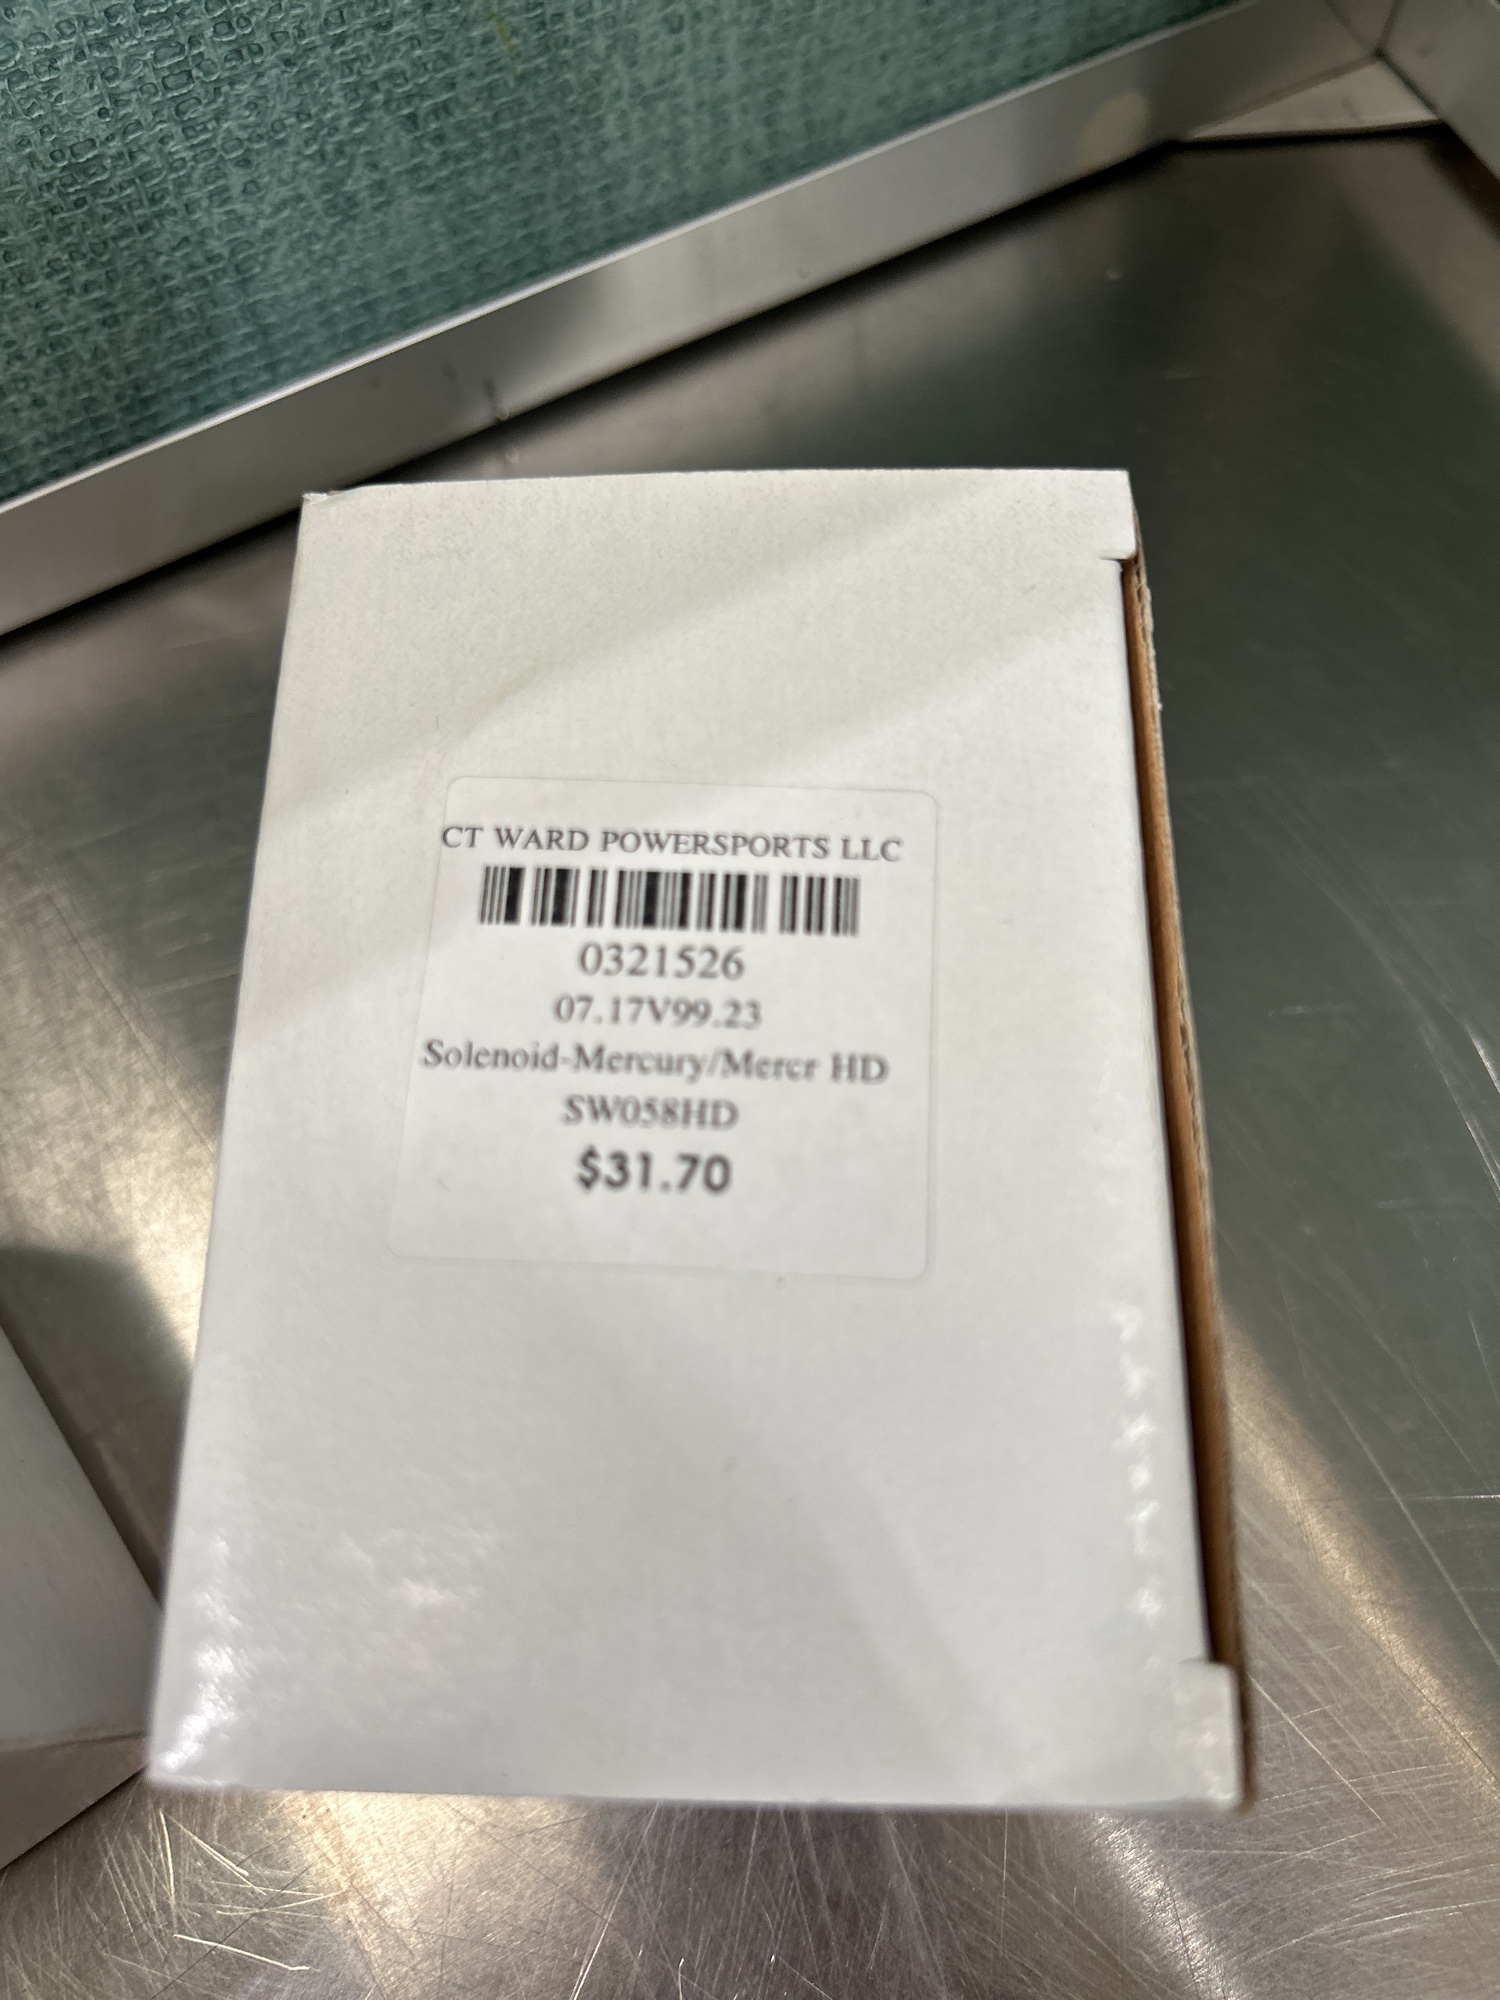 CT WARD POWERSPORTS LLC
0321526
07.17V99.23
Solenoid-Mercury/Mercr HD
SW058HD
$31.70